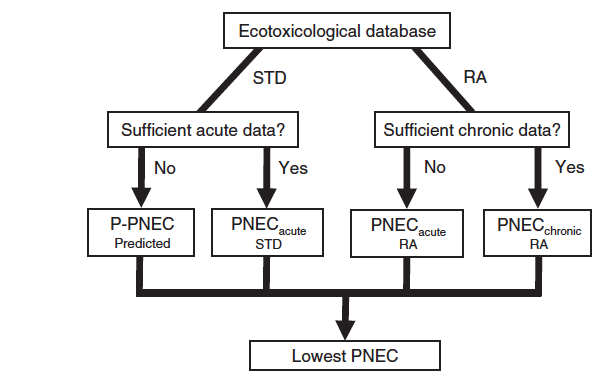 Ecotoxicological database
STD
RA
Sufficient acute data?
Sufficient chronic data?
No
Yes
No
Yes
P-PNEC
Predicted
PNECacute
STD
PNECacute
RA
PNECchronic
RA
Lowest PNEC